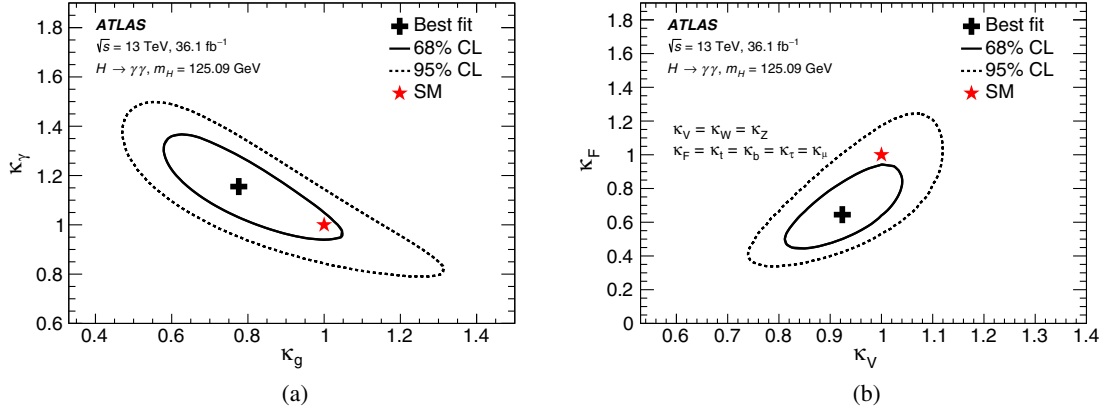 ATLAS
√s = 13 TeV, 36.1 fb⁻¹
H → γγ, m_H = 125.09 GeV
Best fit
68% CL
95% CL
SM
κ_γ
1.8
1.6
1.4
1.2
1
0.8
0.6
0.4 0.6 0.8 1 1.2 1.4
κ_g
(a)
ATLAS
√s = 13 TeV, 36.1 fb⁻¹
H → γγ, m_H = 125.09 GeV
Best fit
68% CL
95% CL
SM
κ_V = κ_W = κ_Z
κ_F = κ_t = κ_b = κ_τ = κ_μ
κ_F
2
1.8
1.6
1.4
1.2
1
0.8
0.6
0.4
0.2
0
0.6 0.7 0.8 0.9 1 1.1 1.2 1.3 1.4
κ_V
(b)